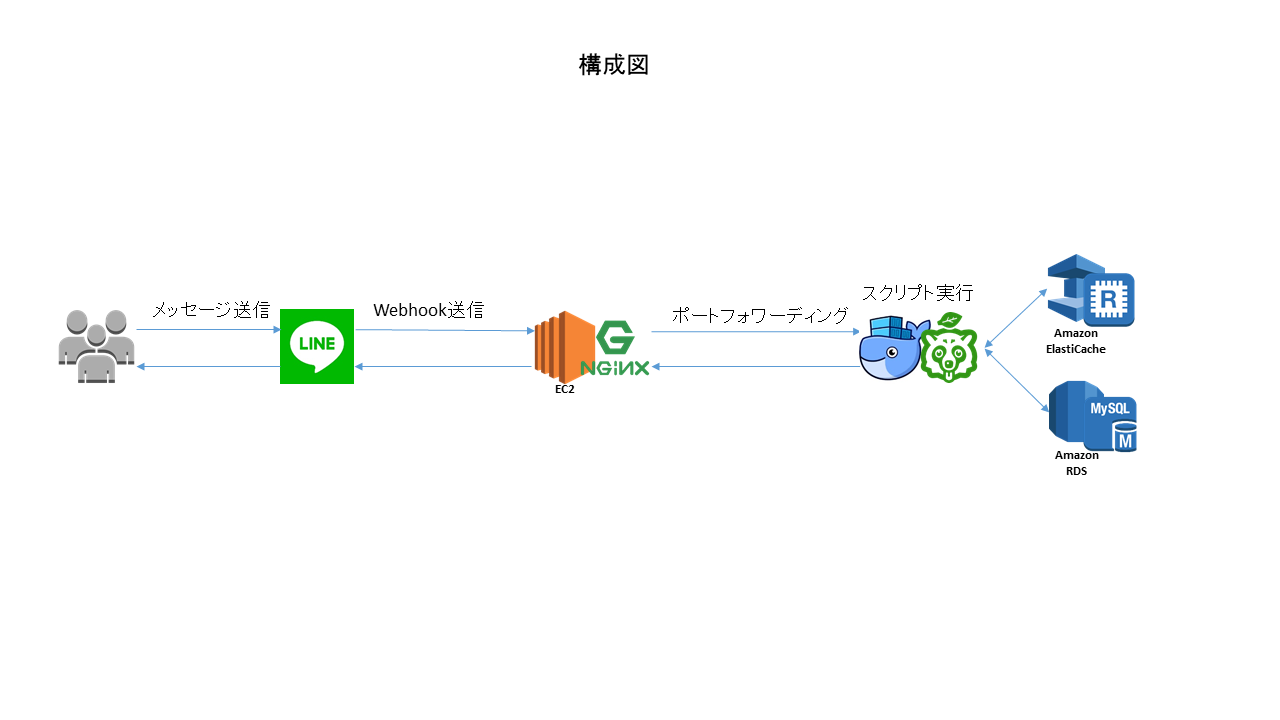 構成図
メッセージ送信
LINE
Webhook送信
EC2
NGiNX
ポートフォワーディング
スクリプト実行
R
Amazon
ElastiCache
MySQL
M
Amazon
RDS